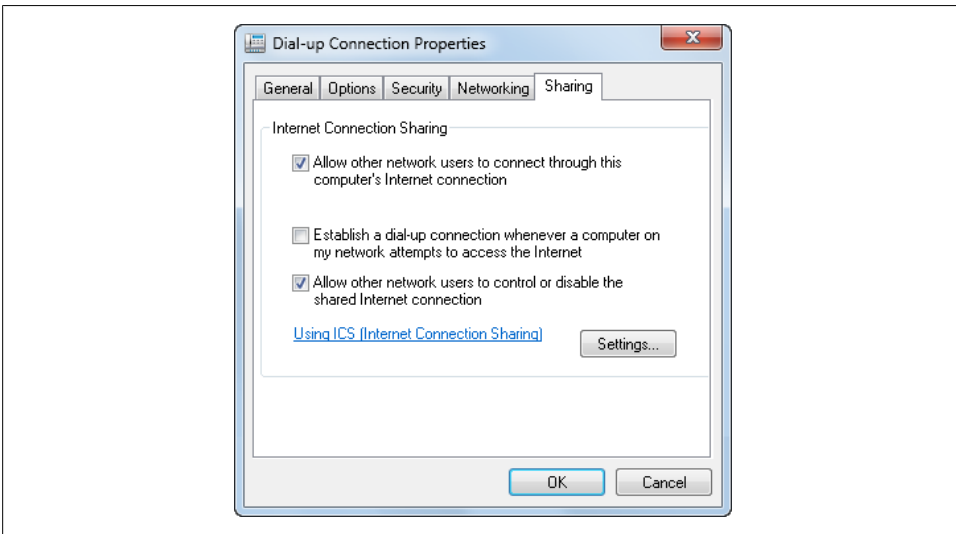 Dial-up Connection Properties
General Options Security Networking Sharing
Internet Connection Sharing
Allow other network users to connect through this
computer's Internet connection
Establish a dial-up connection whenever a computer on
my network attempts to access the Internet
Allow other network users to control or disable the
shared Internet connection
Using ICS (Internet Connection Sharing)
Settings...
OK Cancel